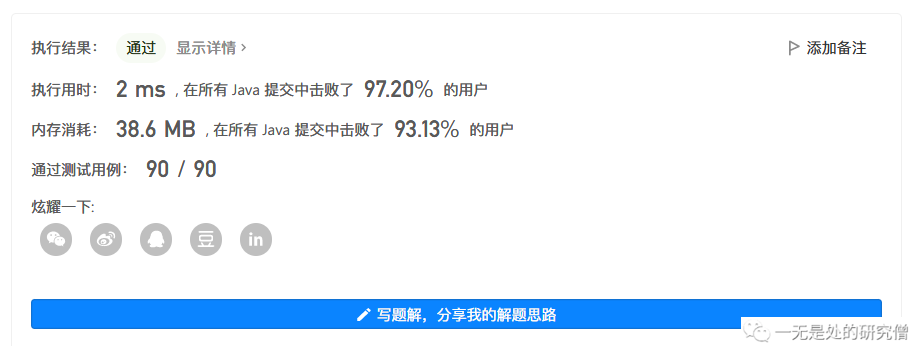 执行结果： 通过 显示详情 > 添加备注
执行用时： 2 ms , 在所有 Java 提交中击败了 97.20% 的用户
内存消耗： 38.6 MB , 在所有 Java 提交中击败了 93.13% 的用户
通过测试用例： 90 / 90
炫耀一下:
豆 in
写题解，分享我的解题思路
一无是处的研究僧